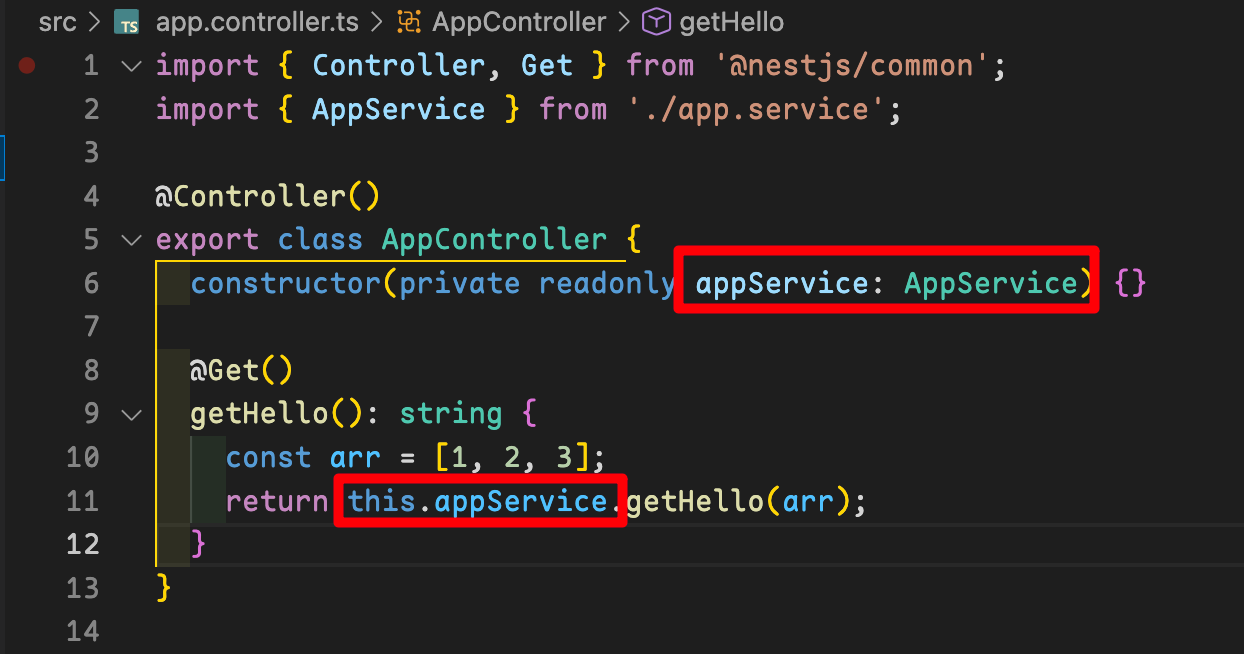 src > TS app.controller.ts > AppController > getHello
1 import { Controller, Get } from '@nestjs/common';
2 import { AppService } from './app.service';
3
4 @Controller()
5 export class AppController {
6 constructor(private readonly appService: AppService) {}
7
8 @Get()
9 getHello(): string {
10 const arr = [1, 2, 3];
11 return this.appService.getHello(arr);
12 }
13 }
14